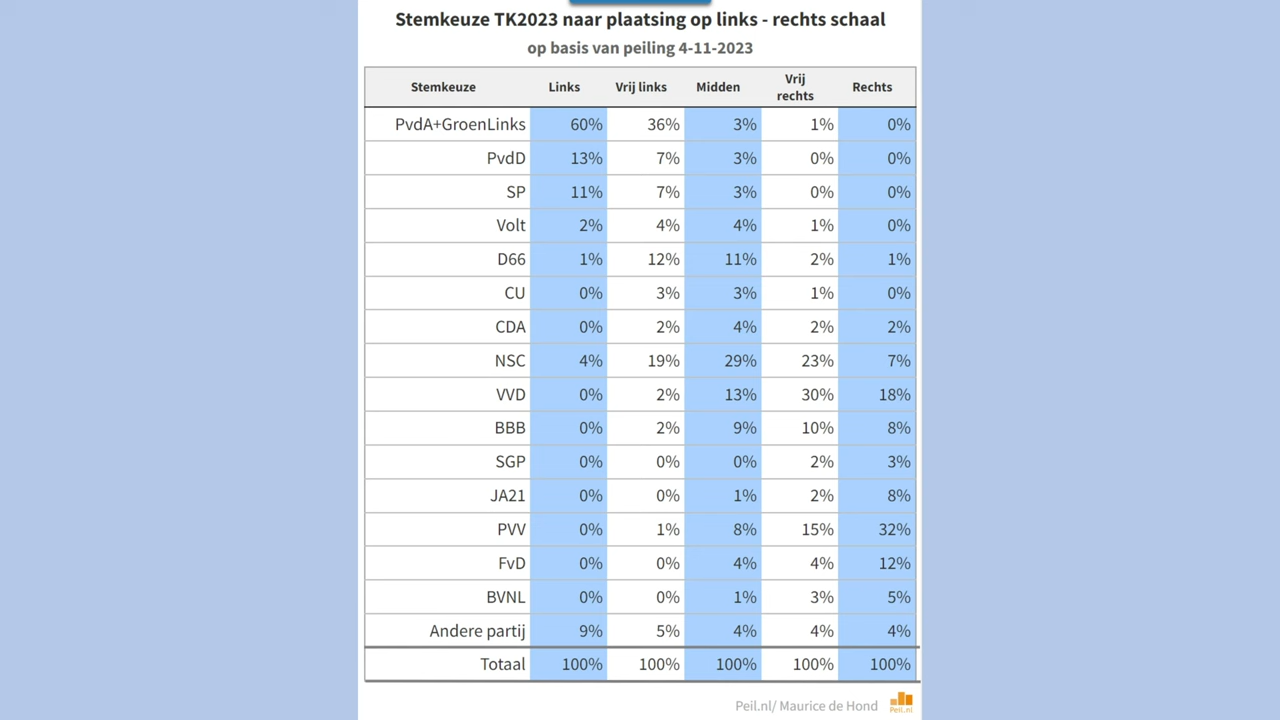 Stemkeuze TK2023 naar plaatsing op links - rechts schaal
op basis van peiling 4-11-2023
Stemkeuze Links Vrij links Midden Vrij rechts Rechts
PvdA+GroenLinks 60% 36% 3% 1% 0%
PvdD 13% 7% 3% 0% 0%
SP 11% 7% 3% 0% 0%
Volt 2% 4% 4% 1% 0%
D66 1% 12% 11% 2% 1%
CU 0% 3% 3% 1% 0%
CDA 0% 2% 4% 2% 2%
NSC 4% 19% 29% 23% 7%
VVD 0% 2% 13% 30% 18%
BBB 0% 2% 9% 10% 8%
SGP 0% 0% 0% 2% 3%
JA21 0% 0% 1% 2% 8%
PVV 0% 1% 8% 15% 32%
FvD 0% 0% 4% 4% 12%
BVNL 0% 0% 1% 3% 5%
Andere partij 9% 5% 4% 4% 4%
Totaal 100% 100% 100% 100% 100%
Peil.nl/ Maurice de Hond
Peil.nl